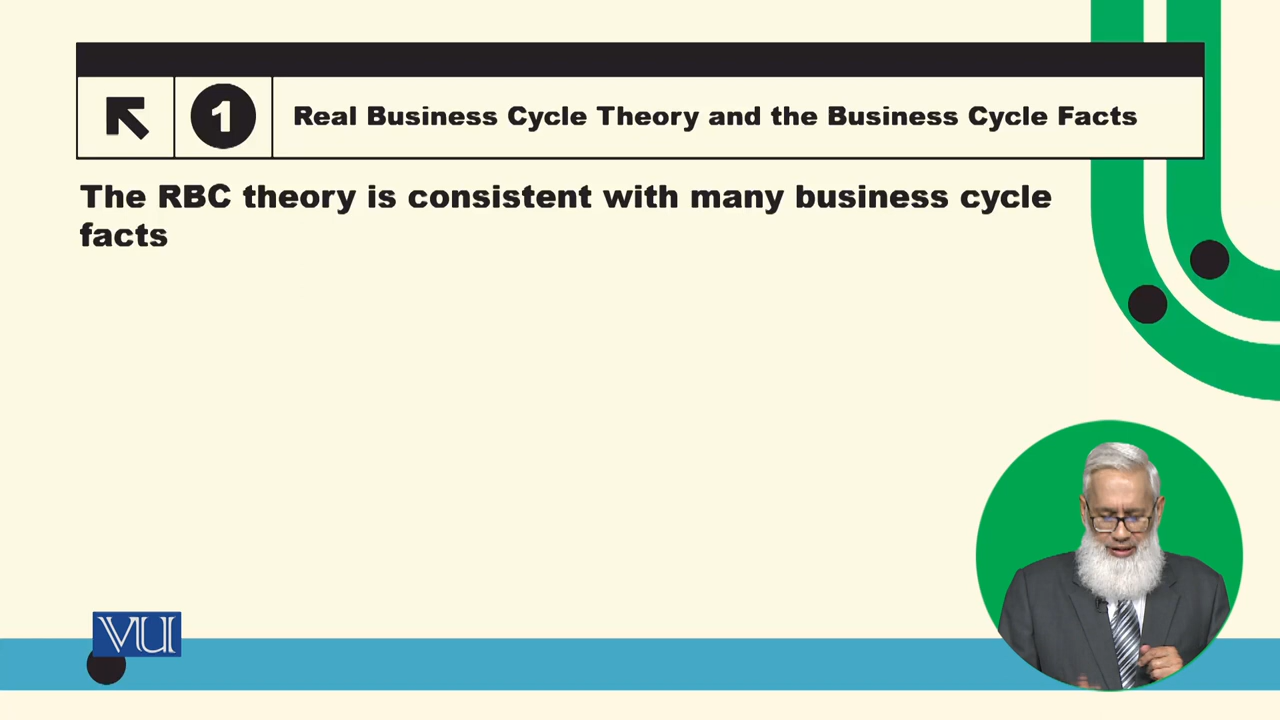 1
Real Business Cycle Theory and the Business Cycle Facts
The RBC theory is consistent with many business cycle
facts
VU